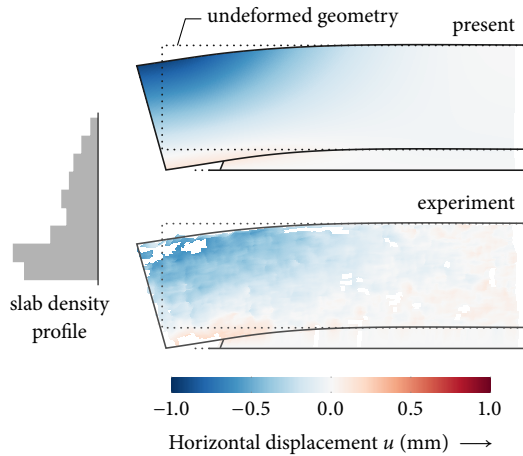 undeformed geometry
present
experiment
slab density
profile
−1.0 −0.5 0.0 0.5 1.0
Horizontal displacement u (mm) →